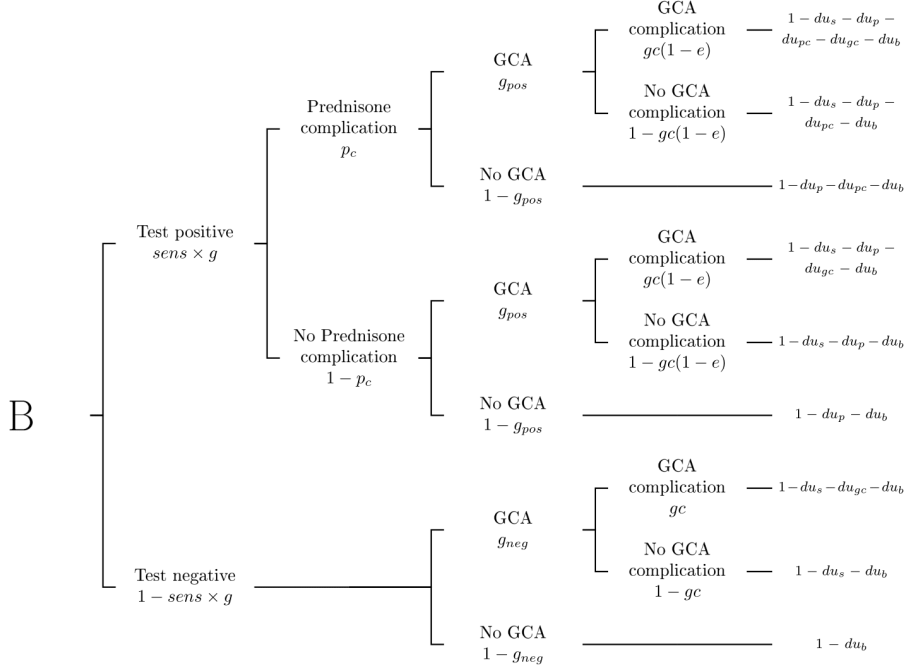 GCA
complication
gc(1 − e)
1 − du_s − du_p −
du_pc − du_gc − du_b
GCA
g_pos
No GCA
complication
1 − gc(1 − e)
1 − du_s − du_p −
du_pc − du_b
Prednisone
complication
p_c
No GCA
1 − g_pos
1−du_p−du_pc−du_b
Test positive
sens × g
GCA
complication
gc(1 − e)
1 − du_s − du_p −
du_gc − du_b
GCA
g_pos
No Prednisone
complication
1 − p_c
No GCA
complication
1 − gc(1 − e)
1−du_s−du_p−du_b
No GCA
1 − g_pos
1 − du_p − du_b
B
GCA
complication
gc
1−du_s−du_gc−du_b
GCA
g_neg
Test negative
1 − sens × g
No GCA
complication
1 − gc
1 − du_s − du_b
No GCA
1 − g_neg
1 − du_b